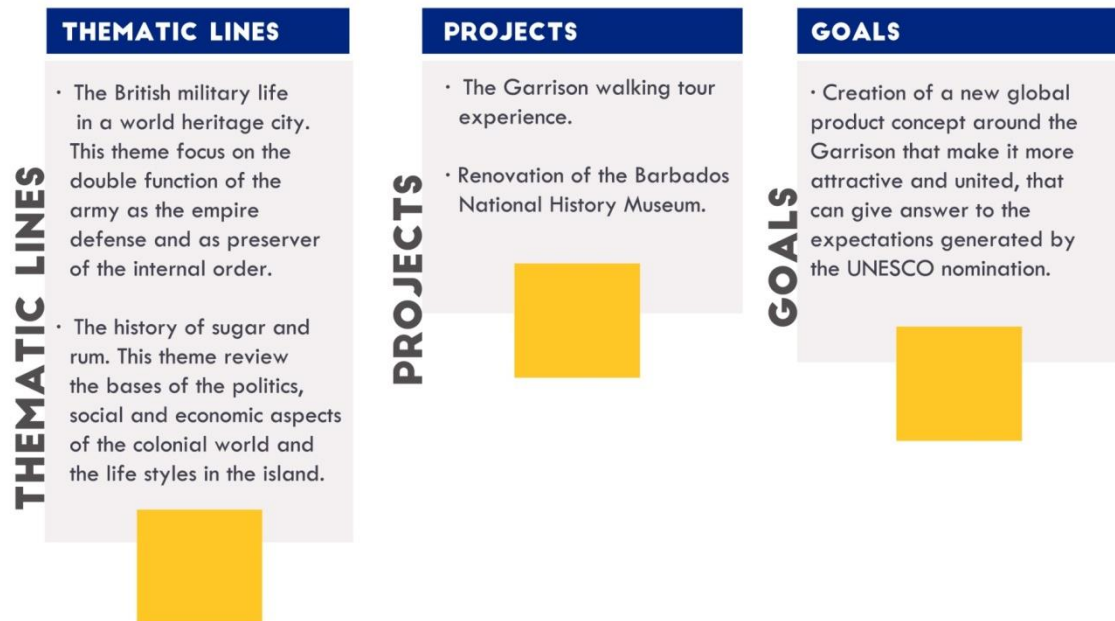 THEMATIC LINES
THEMATIC LINES
· The British military life
in a world heritage city.
This theme focus on the
double function of the
army as the empire
defense and as preserver
of the internal order.
· The history of sugar and
rum. This theme review
the bases of the politics,
social and economic aspects
of the colonial world and
the life styles in the island.
PROJECTS
PROJECTS
· The Garrison walking tour
experience.
· Renovation of the Barbados
National History Museum.
GOALS
GOALS
· Creation of a new global
product concept around the
Garrison that make it more
attractive and united, that
can give answer to the
expectations generated by
the UNESCO nomination.